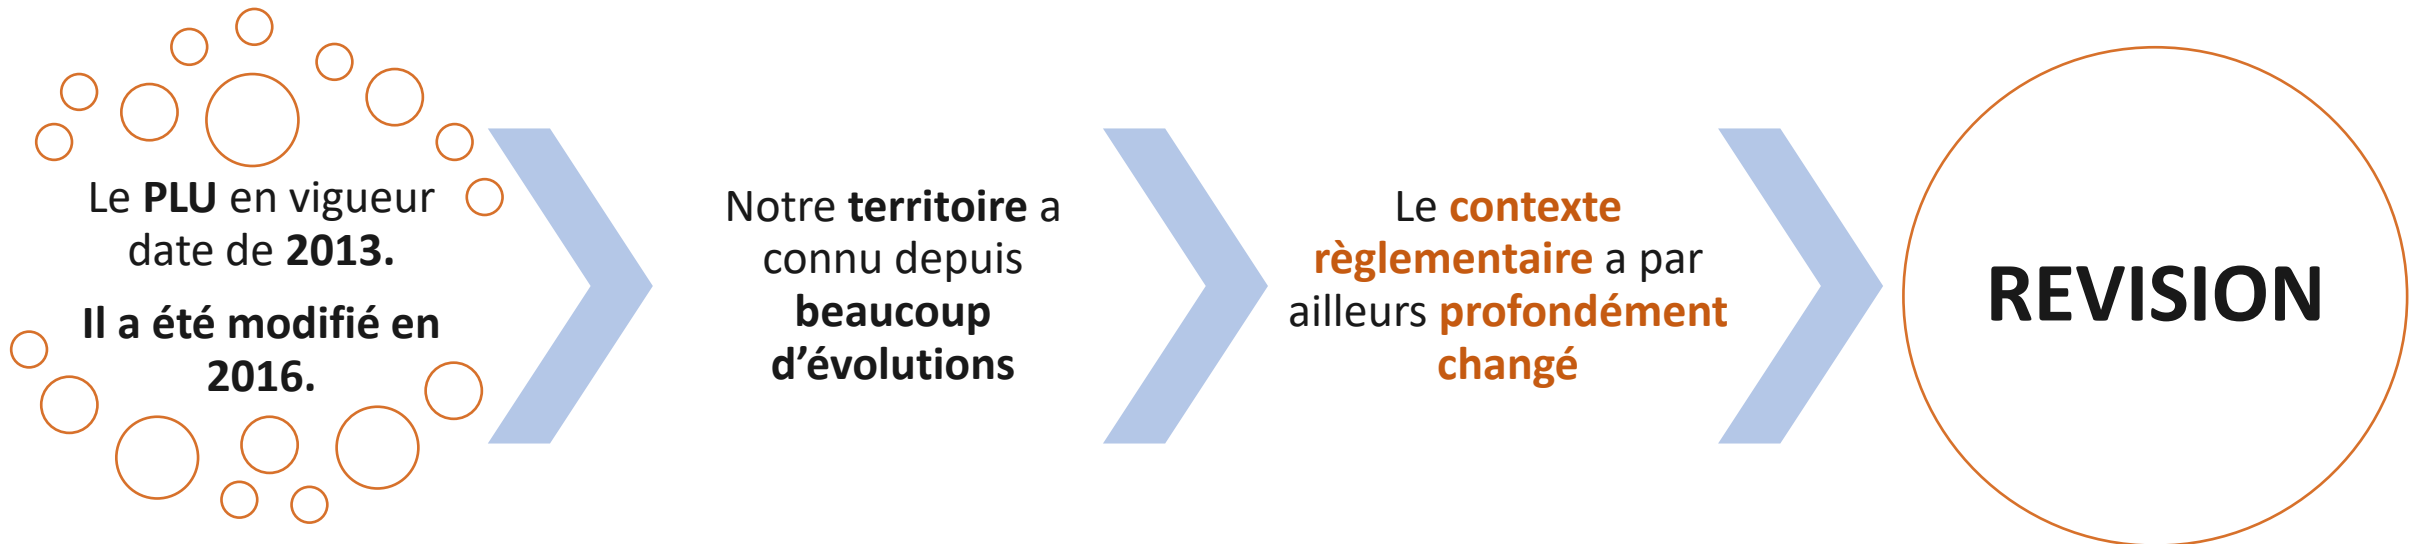 Le PLU en vigueur
date de 2013.
Il a été modifié en
2016.
Notre territoire a
connu depuis
beaucoup
d’évolutions
Le contexte
règlementaire a par
ailleurs profondément
changé
REVISION